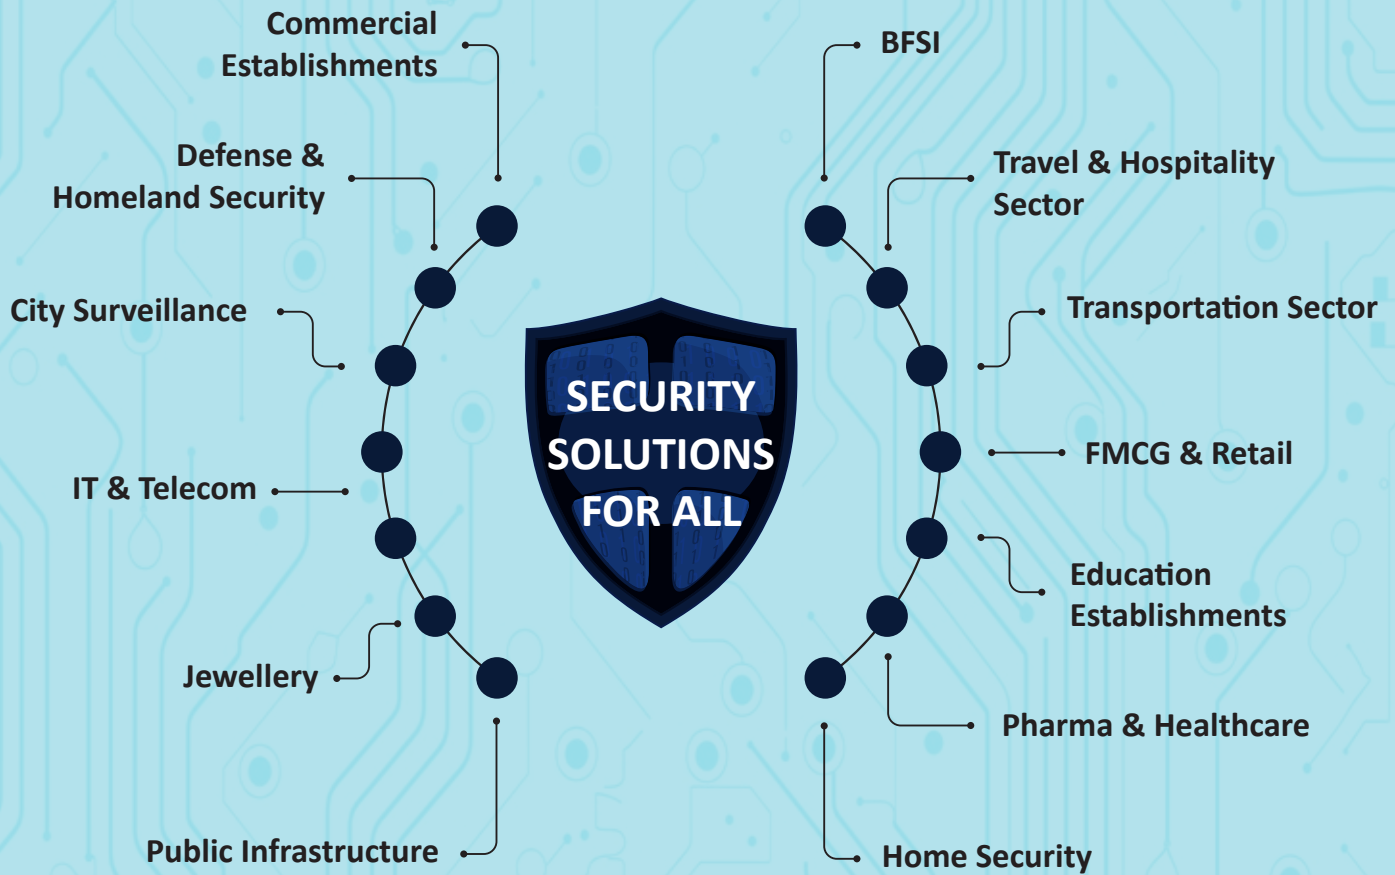 Commercial
Establishments
Defense &
Homeland Security
City Surveillance
IT & Telecom
Jewellery
Public Infrastructure
SECURITY
SOLUTIONS
FOR ALL
BFSI
Travel & Hospitality
Sector
Transportation Sector
FMCG & Retail
Education
Establishments
Pharma & Healthcare
Home Security